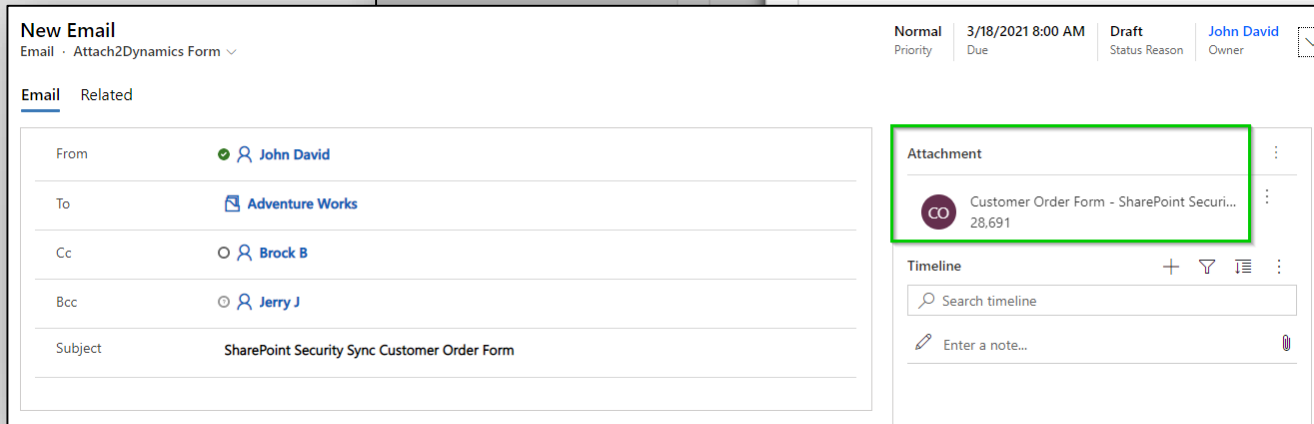 New Email
Email · Attach2Dynamics Form
Normal
Priority
3/18/2021 8:00 AM
Due
Draft
Status Reason
John David
Owner
Email Related
From John David
To Adventure Works
Cc Brock B
Bcc Jerry J
Subject SharePoint Security Sync Customer Order Form
Attachment
CO
Customer Order Form - SharePoint Securi...
28,691
Timeline
Search timeline
Enter a note...